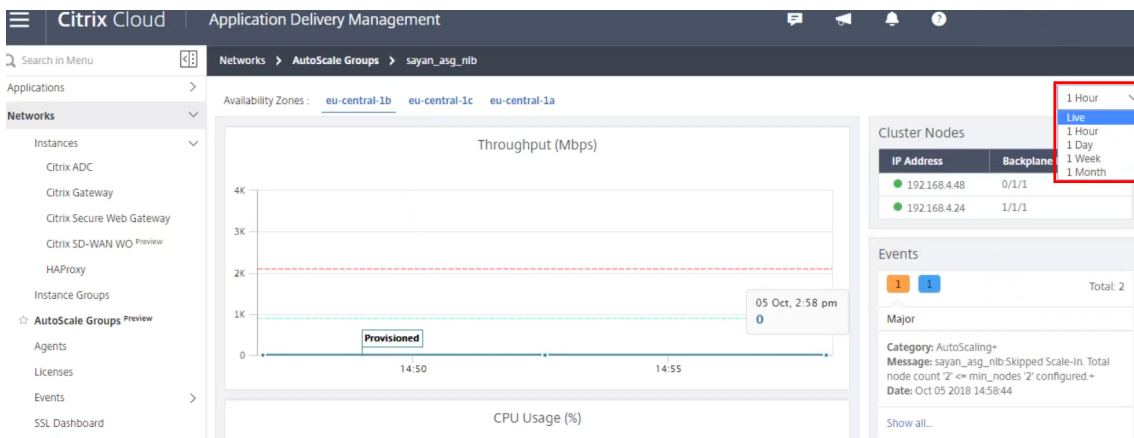 Citrix Cloud
Application Delivery Management
Search in Menu
Networks > AutoScale Groups > sayan_asg_nlb
Applications
Networks
Instances
Citrix ADC
Citrix Gateway
Citrix Secure Web Gateway
Citrix SD-WAN WO Preview
HAProxy
Instance Groups
AutoScale Groups Preview
Agents
Licenses
Events
SSL Dashboard
Availability Zones : eu-central-1b eu-central-1c eu-central-1a
1 Hour
Live
1 Hour
1 Day
1 Week
1 Month
Throughput (Mbps)
4K
3K
2K
1K
0
Provisioned
05 Oct, 2:58 pm
0
14:50 14:55
CPU Usage (%)
Cluster Nodes
IP Address Backplane
192.168.4.48 0/1/1
192.168.4.24 1/1/1
Events
1 1 Total: 2
Major
Category: AutoScaling+
Message: sayan_asg_nlb:Skipped Scale-In. Total
node count '2' <= min_nodes '2' configured.+
Date: Oct 05 2018 14:58:44
Show all...